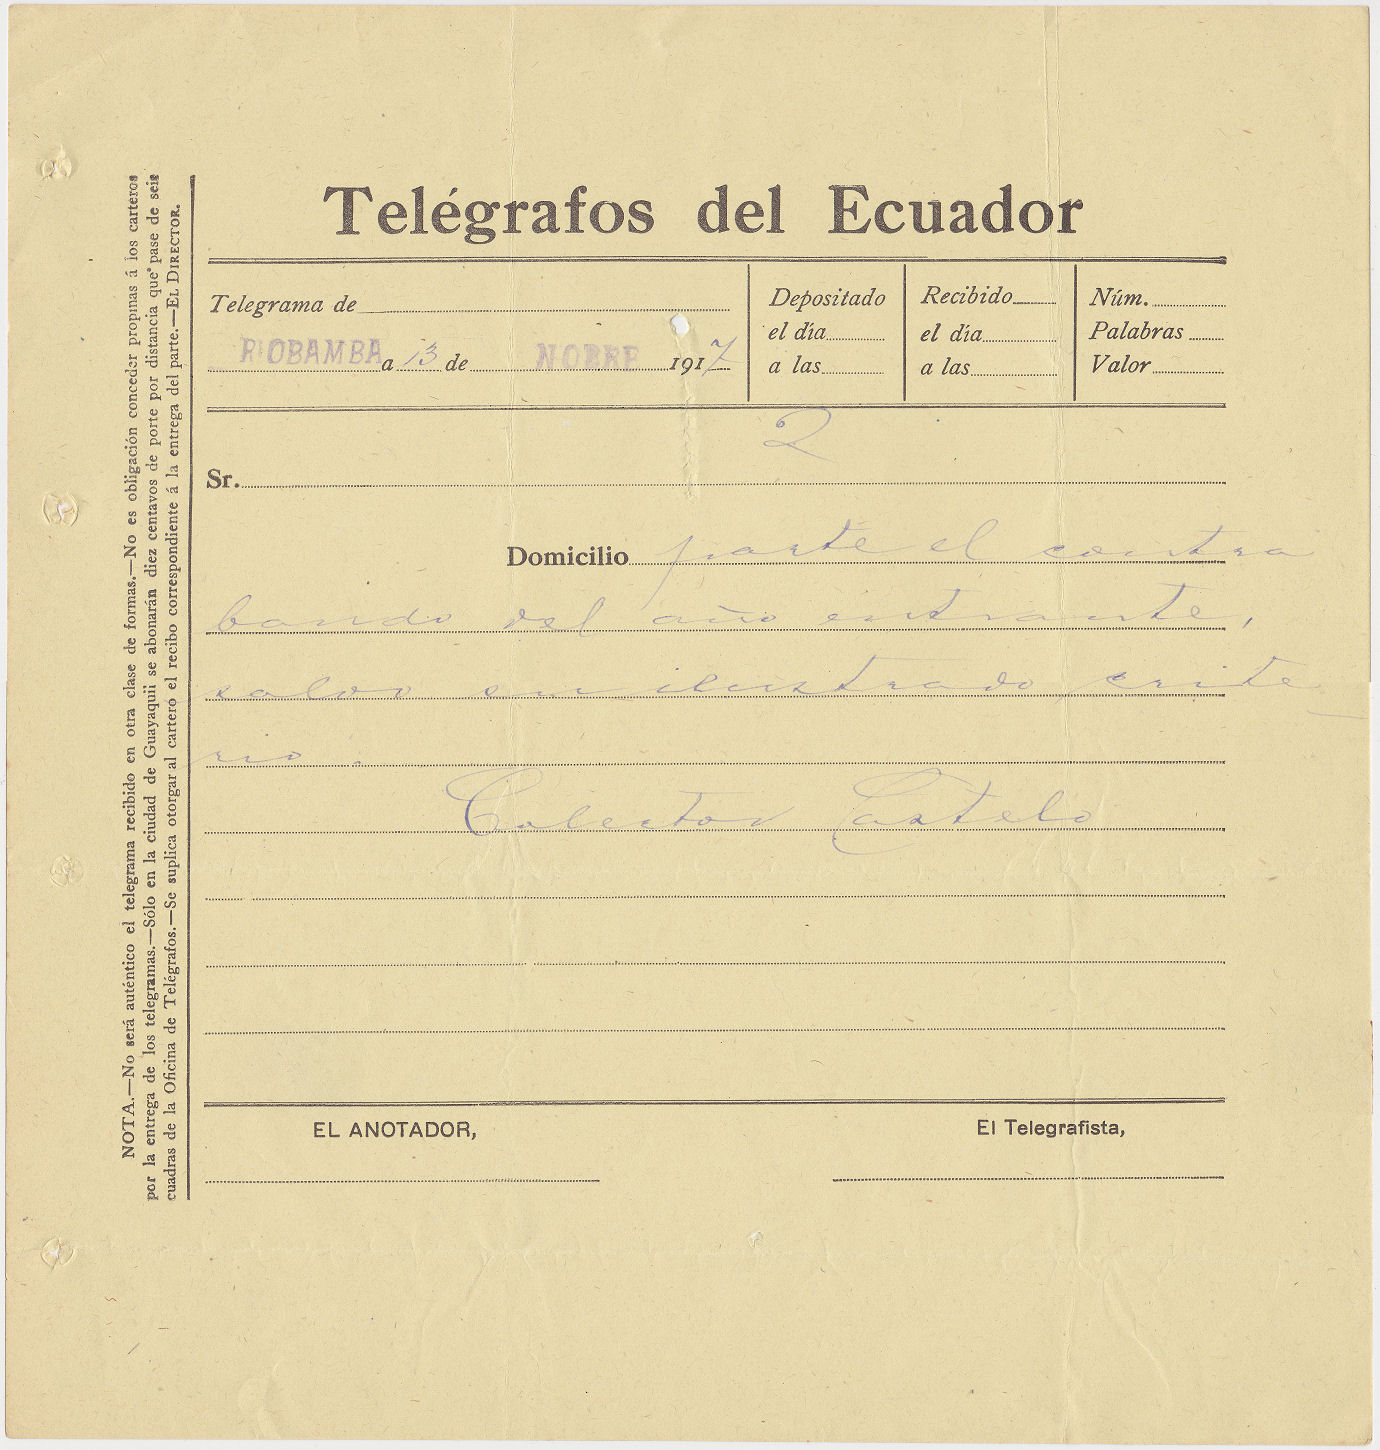 Telégrafos del Ecuador
Telegrama de
RIOBAMBA a 13 de NOBRE 1917
Depositado
el día
a las
Recibido
el día
a las
Núm.
Palabras
Valor
2
Sr.
Domicilio parte el contra
bando del año entrante,
salvo su ilustrado crite
rio.
Colector Castelo
EL ANOTADOR,
El Telegrafista,
NOTA.—No será auténtico el telegrama recibido en otra clase de formas.—No es obligación conceder propinas á los carteros
por la entrega de los telegramas.—Sólo en la ciudad de Guayaquil se abonarán diez centavos de porte por distancia que pase de seis
cuadras de la Oficina de Telégrafos.—Se suplica otorgar al cartero el recibo correspondiente á la entrega del parte.—EL DIRECTOR.